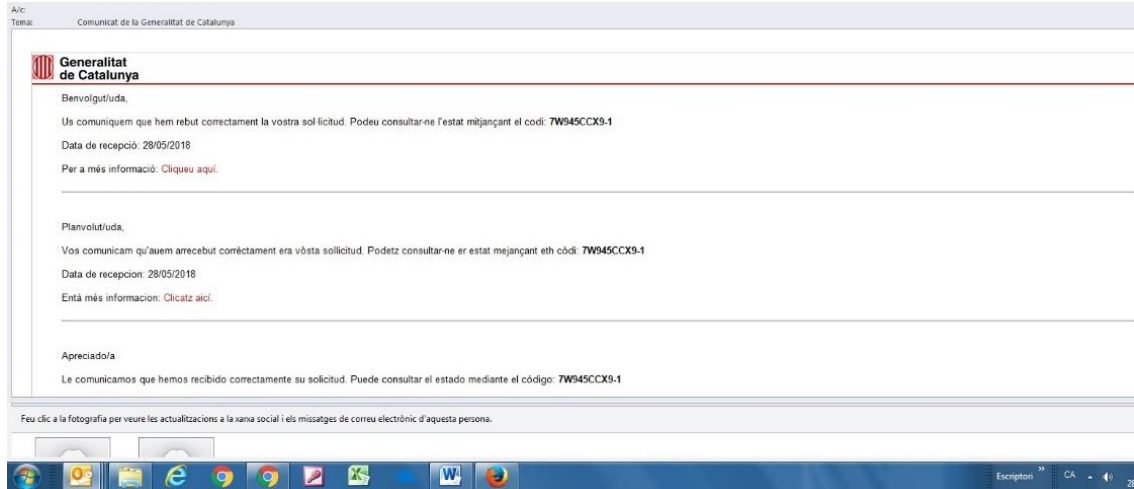 A/c:
Tema: Comunicat de la Generalitat de Catalunya
Generalitat
de Catalunya
Benvolgut/uda,
Us comuniquem que hem rebut correctament la vostra sol·licitud. Podeu consultar-ne l'estat mitjançant el codi: 7W945CCX9-1
Data de recepció: 28/05/2018
Per a més informació: Cliqueu aquí.
Planvolut/uda,
Vos comunicam qu'auem arrecebut corrèctament era vòsta sollicitud. Podetz consultar-ne er estat mejançant eth còdi: 7W945CCX9-1
Data de recepcion: 28/05/2018
Entà mès informacion: Clicatz aicí.
Apreciado/a
Le comunicamos que hemos recibido correctamente su solicitud. Puede consultar el estado mediante el código: 7W945CCX9-1
Feu clic a la fotografia per veure les actualitzacions a la xarxa social i els missatges de correu electrònic d'aquesta persona.
Escriptori CA
28